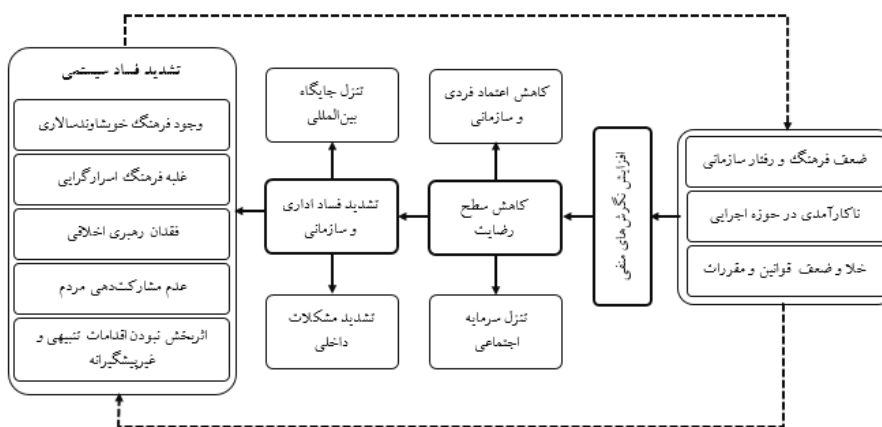 ضعف فرهنگ و رفتار سازمانی
ناکارآمدی در حوزه اجرایی
خلا و ضعف قوانین و مقررات
افزایش نگرش‌های منفی
کاهش اعتماد فردی
و سازمانی
کاهش سطح
رضایت
تنزل سرمایه
اجتماعی
تنزل جایگاه
بین‌المللی
تشدید فساد اداری
و سازمانی
تشدید مشکلات
داخلی
تشدید فساد سیستمی
وجود فرهنگ خویشاوندسالاری
غلبه فرهنگ اسرارگرایی
فقدان رهبری اخلاقی
عدم مشارکت‌دهی مردم
اثربخش نبودن اقدامات تنبیهی و
غیرپیشگیرانه